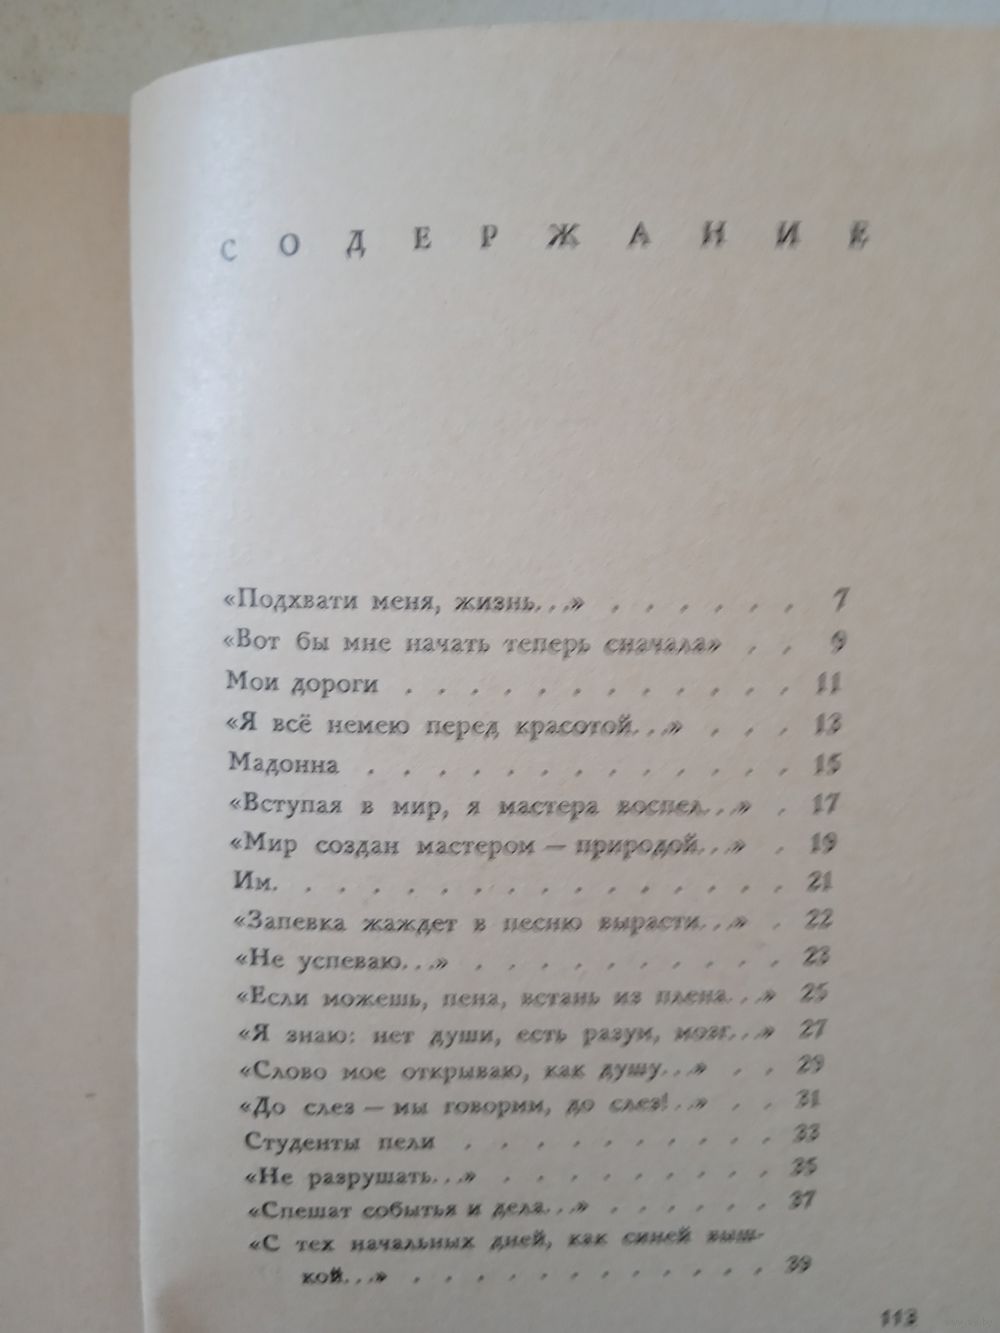 СОДЕРЖАНИЕ
«Подхвати меня, жизнь...» . . . . . . 7
«Вот бы мне начать теперь сначала» . . 9
Мои дороги . . . . . . . . . . . . 11
«Я всё немею перед красотой...» . . . 13
Мадонна . . . . . . . . . . . . . 15
«Вступая в мир, я мастера воспел...» . 17
«Мир создан мастером — природой...» . 19
Им. . . . . . . . . . . . . . . . 21
«Запевка жаждет в песню вырасти...» . 22
«Не успеваю...» . . . . . . . . . . 23
«Если можешь, пена, встань из плена...» 25
«Я знаю: нет души, есть разум, мозг...» 27
«Слово мое открываю, как душу...» . . 29
«До слез — мы говорим, до слез!..» . . 31
Студенты пели . . . . . . . . . . 33
«Не разрушать...» . . . . . . . . . 35
«Спешат событья и дела...» . . . . . . 37
«С тех начальных дней, как синей выш-
кой...» . . . . . . . . . . . . 39
113